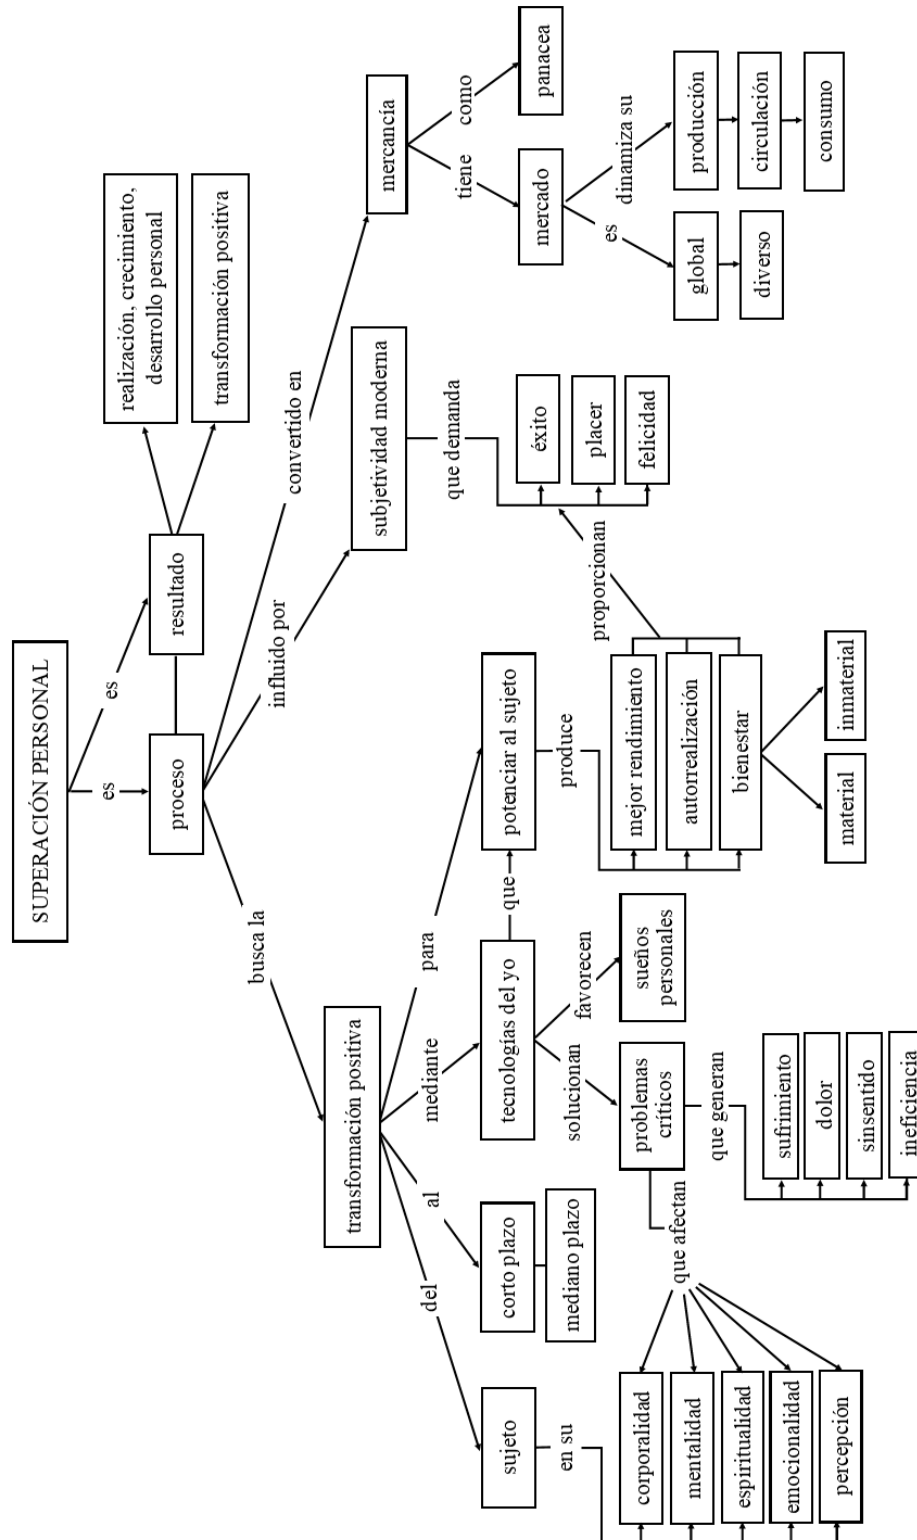 SUPERACIÓN PERSONAL
es
es
proceso
resultado
realización, crecimiento,
desarrollo personal
transformación positiva
busca la
influido por
convertido en
transformación positiva
subjetividad moderna
mercancía
del
al
mediante
para
que demanda
tiene
como
sujeto
corto plazo
mediano plazo
tecnologías del yo
que
potenciar al sujeto
éxito
placer
felicidad
mercado
panacea
en su
solucionan
favorecen
produce
proporcionan
es
dinamiza su
corporalidad
mentalidad
espiritualidad
emocionalidad
percepción
que afectan
problemas
críticos
sueños
personales
mejor rendimiento
autorrealización
bienestar
global
diverso
producción
circulación
consumo
que generan
sufrimiento
dolor
sinsentido
ineficiencia
material
inmaterial